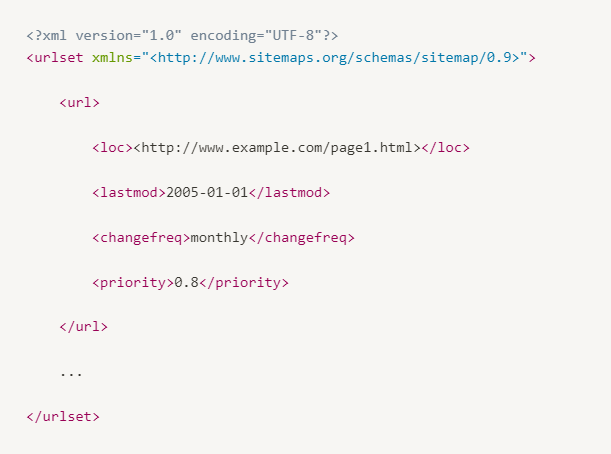 <?xml version="1.0" encoding="UTF-8"?>
<urlset xmlns="<http://www.sitemaps.org/schemas/sitemap/0.9>">
<url>
<loc><http://www.example.com/page1.html></loc>
<lastmod>2005-01-01</lastmod>
<changefreq>monthly</changefreq>
<priority>0.8</priority>
</url>
...
</urlset>